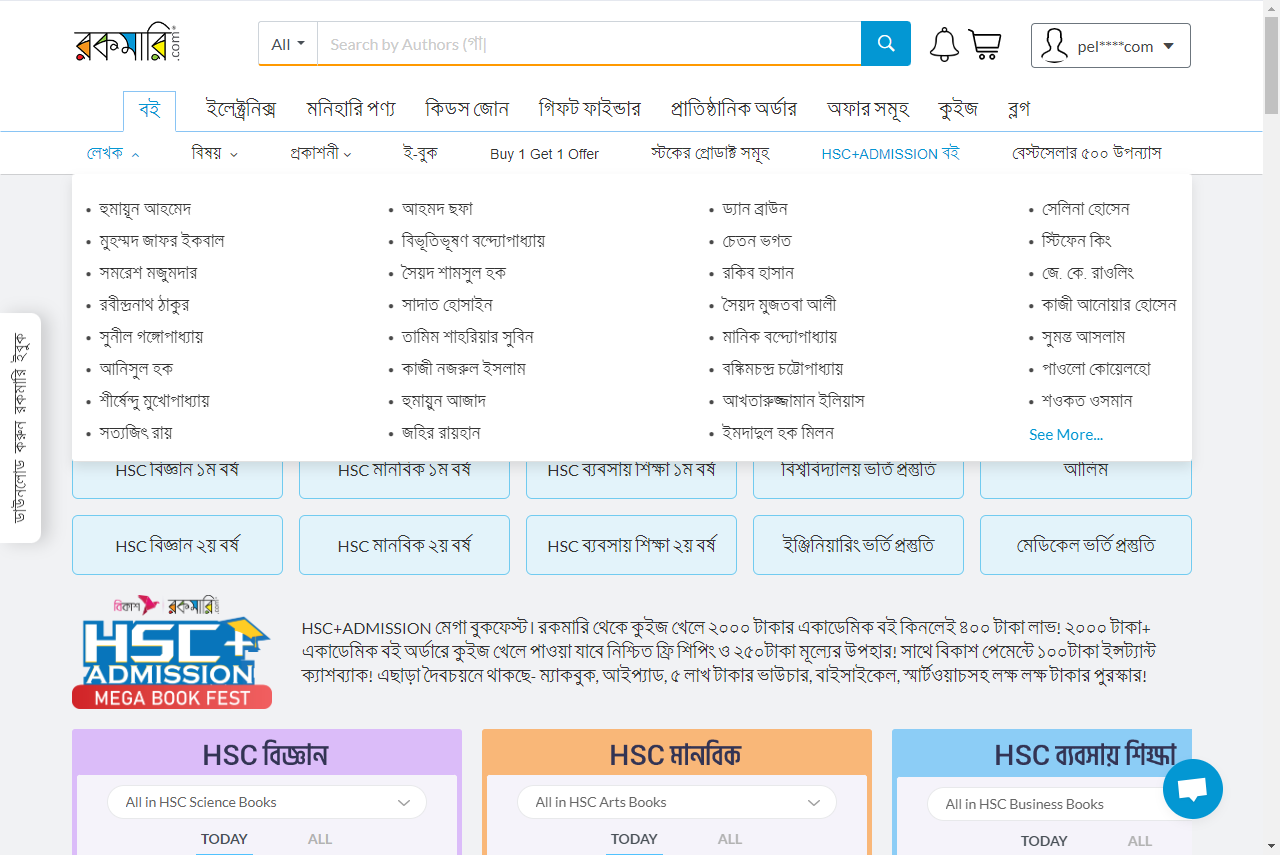 রকমারি.com
All
Search by Authors (পা|
pel****com
বই
ইলেক্ট্রনিক্স
মনিহারি পণ্য
কিডস জোন
গিফট ফাইন্ডার
প্রাতিষ্ঠানিক অর্ডার
অফার সমূহ
কুইজ
ব্লগ
লেখক
বিষয়
প্রকাশনী
ই-বুক
Buy 1 Get 1 Offer
স্টকের প্রোডাক্ট সমূহ
HSC+ADMISSION বই
বেস্টসেলার ৫০০ উপন্যাস
হুমায়ূন আহমেদ
মুহম্মদ জাফর ইকবাল
সমরেশ মজুমদার
রবীন্দ্রনাথ ঠাকুর
সুনীল গঙ্গোপাধ্যায়
আনিসুল হক
শীর্ষেন্দু মুখোপাধ্যায়
সত্যজিৎ রায়
আহমদ ছফা
বিভূতিভূষণ বন্দ্যোপাধ্যায়
সৈয়দ শামসুল হক
সাদাত হোসাইন
তামিম শাহরিয়ার সুবিন
কাজী নজরুল ইসলাম
হুমায়ুন আজাদ
জহির রায়হান
ড্যান ব্রাউন
চেতন ভগত
রকিব হাসান
সৈয়দ মুজতবা আলী
মানিক বন্দ্যোপাধ্যায়
বঙ্কিমচন্দ্র চট্টোপাধ্যায়
আখতারুজ্জামান ইলিয়াস
ইমদাদুল হক মিলন
সেলিনা হোসেন
স্টিফেন কিং
জে. কে. রাওলিং
কাজী আনোয়ার হোসেন
সুমন্ত আসলাম
পাওলো কোয়েলহো
শওকত ওসমান
See More...
ডাউনলোড করুন রকমারি ইবুক
HSC বিজ্ঞান ১ম বর্ষ
HSC মানবিক ১ম বর্ষ
HSC ব্যবসায় শিক্ষা ১ম বর্ষ
বিশ্ববিদ্যালয় ভর্তি প্রস্তুতি
আলিম
HSC বিজ্ঞান ২য় বর্ষ
HSC মানবিক ২য় বর্ষ
HSC ব্যবসায় শিক্ষা ২য় বর্ষ
ইঞ্জিনিয়ারিং ভর্তি প্রস্তুতি
মেডিকেল ভর্তি প্রস্তুতি
বিকাশ রকমারি
HSC+
ADMISSION
MEGA BOOK FEST
HSC+ADMISSION মেগা বুকফেস্ট। রকমারি থেকে কুইজ খেলে ২০০০ টাকার একাডেমিক বই কিনলেই ৪০০ টাকা লাভ! ২০০০ টাকা+
একাডেমিক বই অর্ডারে কুইজ খেলে পাওয়া যাবে নিশ্চিত ফ্রি শিপিং ও ২৫০টাকা মূল্যের উপহার! সাথে বিকাশ পেমেন্টে ১০০টাকা ইন্সট্যান্ট
ক্যাশব্যাক! এছাড়া দৈবচয়নে থাকছে- ম্যাকবুক, আইপ্যাড, ৫ লাখ টাকার ভাউচার, বাইসাইকেল, স্মার্টওয়াচসহ লক্ষ লক্ষ টাকার পুরস্কার!
HSC বিজ্ঞান
All in HSC Science Books
TODAY
ALL
HSC মানবিক
All in HSC Arts Books
TODAY
ALL
HSC ব্যবসায় শিক্ষা
All in HSC Business Books
TODAY
ALL